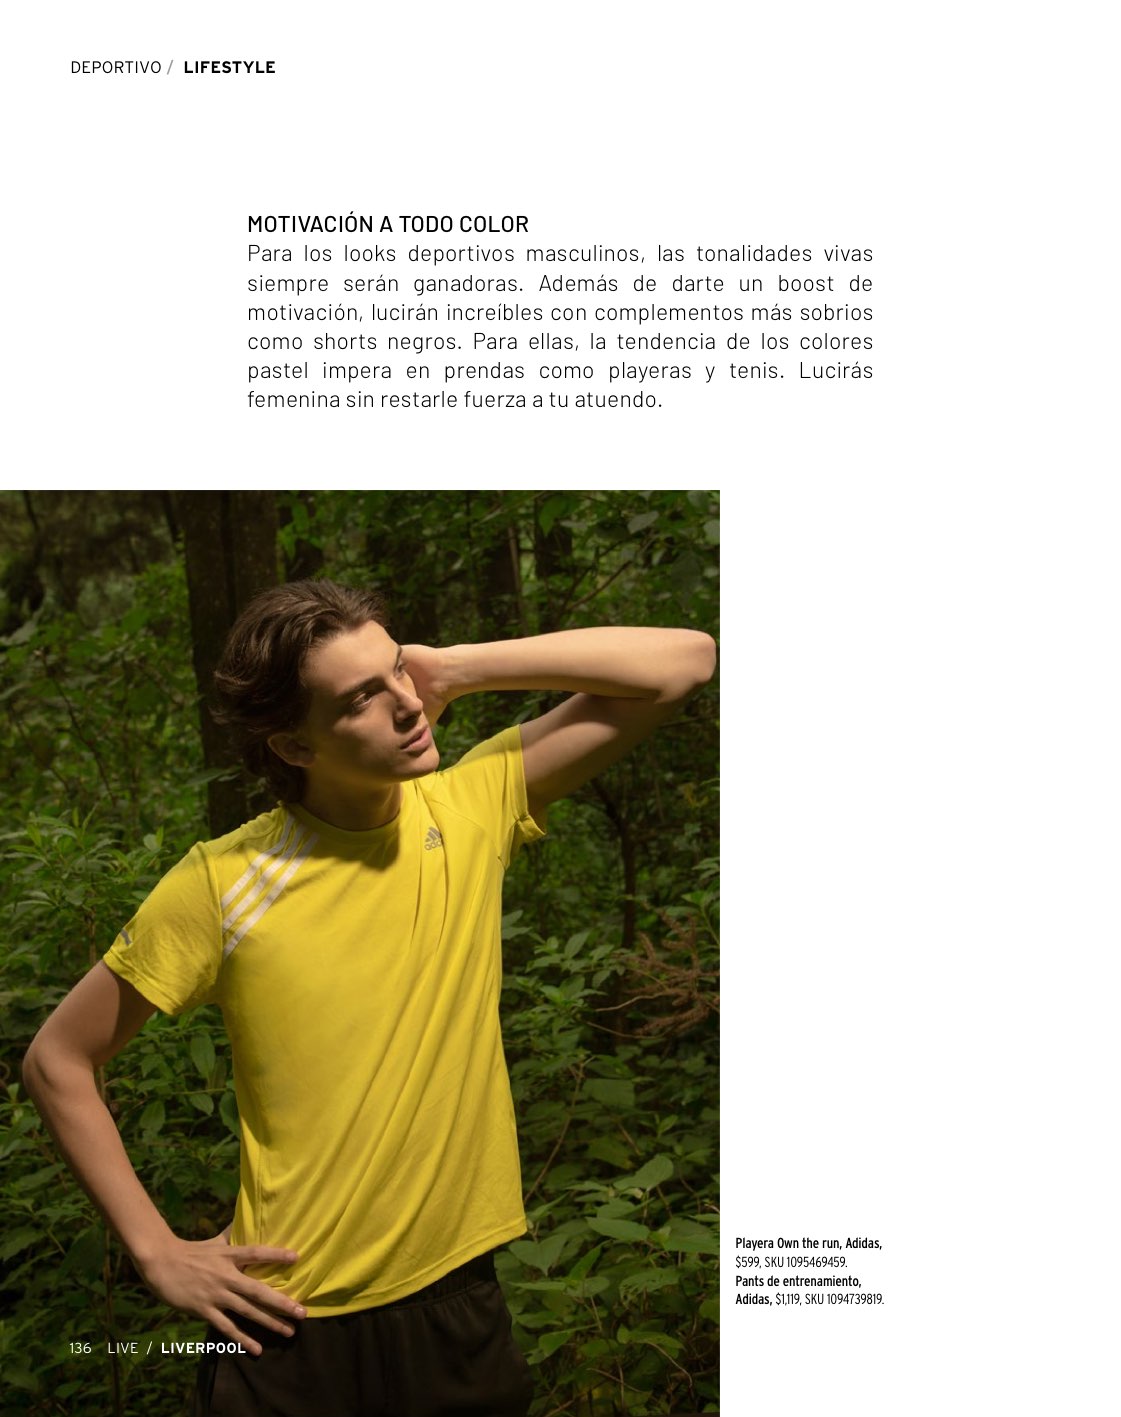 DEPORTIVO / LIFESTYLE
MOTIVACIÓN A TODO COLOR
Para los looks deportivos masculinos, las tonalidades vivas
siempre serán ganadoras. Además de darte un boost de
motivación, lucirán increíbles con complementos más sobrios
como shorts negros. Para ellas, la tendencia de los colores
pastel impera en prendas como playeras y tenis. Lucirás
femenina sin restarle fuerza a tu atuendo.
adidas
Playera Own the run, Adidas,
$599, SKU 1095469459.
Pants de entrenamiento,
Adidas, $1,119, SKU 1094739819.
136 LIVE / LIVERPOOL